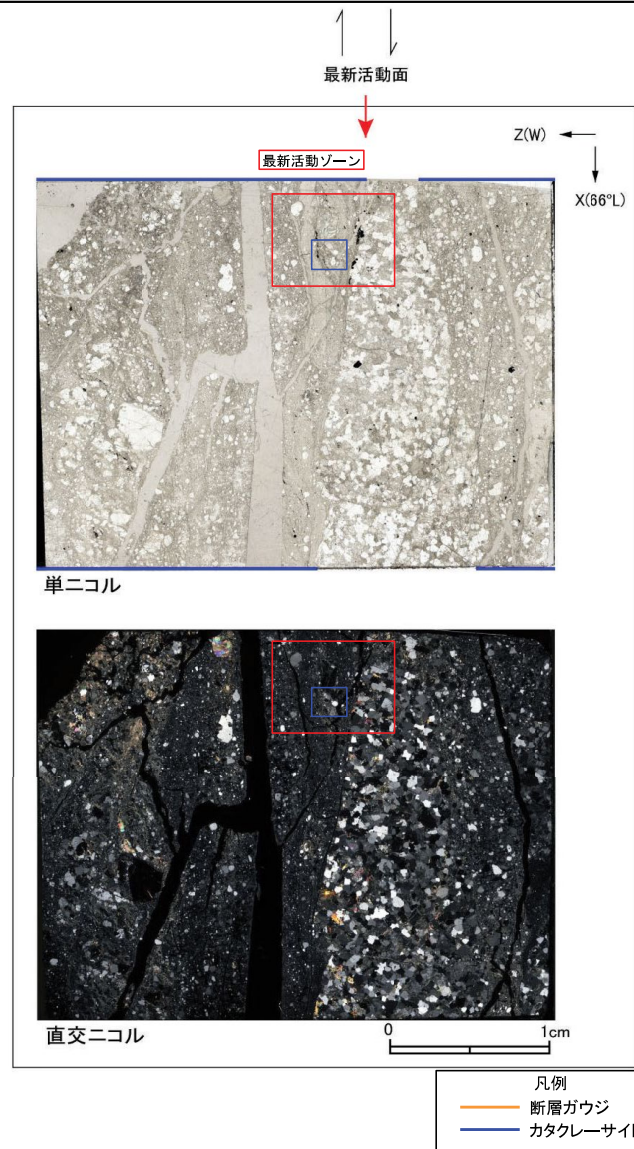 最新活動面
Z(W)
X(66°L)
最新活動ゾーン
単ニコル
直交ニコル
0 1cm
凡例
断層ガウジ
カタクレーサイト